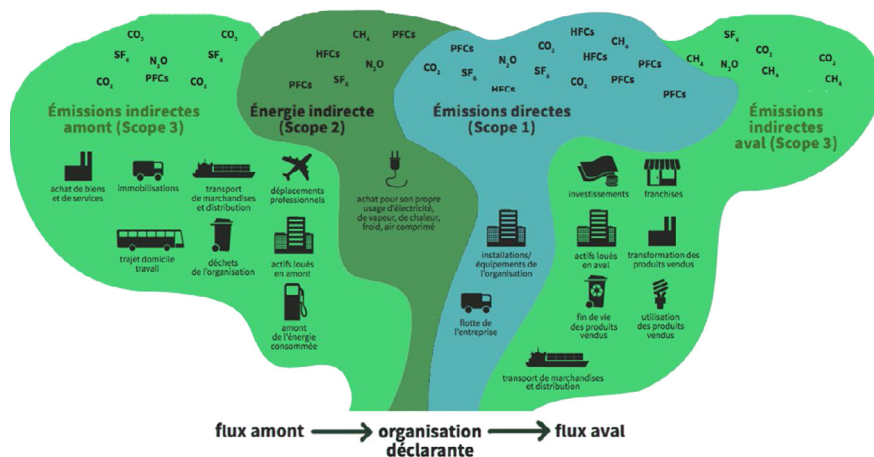 CO₂
CO₂
SF₆
SF₆
N₂O
CO₂
PFCs
CO₂
Émissions indirectes
amont (Scope 3)
achat de biens
et de services
immobilisations
transport
de marchandises
et distribution
déplacements
professionnels
trajet domicile
travail
déchets
de l'organisation
actifs loués
en amont
amont
de l'énergie
consommée
CH₄
PFCs
HFCs
N₂O
PFCs
SF₆
Énergie indirecte
(Scope 2)
achat pour son propre
usage d'électricité,
de vapeur, de chaleur,
froid, air comprimé
HFCs
CH₄
PFCs
CO₂
N₂O
HFCs
PFCs
CO₂
SF₆
SF₆
CO₂
PFCs
HFCs
PFCs
Émissions directes
(Scope 1)
installations/
équipements de
l'organisation
flotte de
l'entreprise
SF₆
CO₂
CH₄
CO₂
CH₄
CH₄
Émissions
indirectes
aval (Scope 3)
investissements
franchises
actifs loués
en aval
transformation des
produits vendus
fin de vie
des produits
vendus
utilisation
des produits
vendus
transport de marchandises
et distribution
flux amont
organisation
déclarante
flux aval